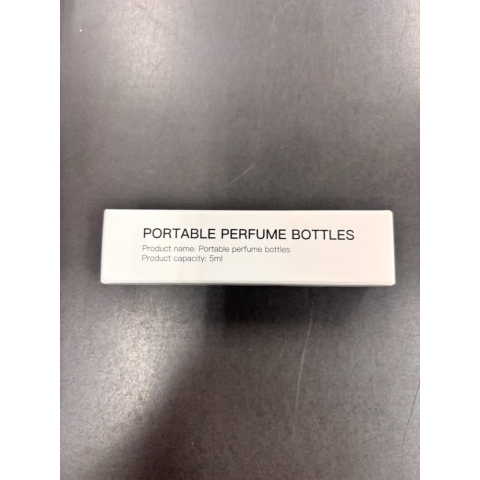 PORTABLE PERFUME BOTTLES
Product name: Portable perfume bottles
Product capacity: 5ml